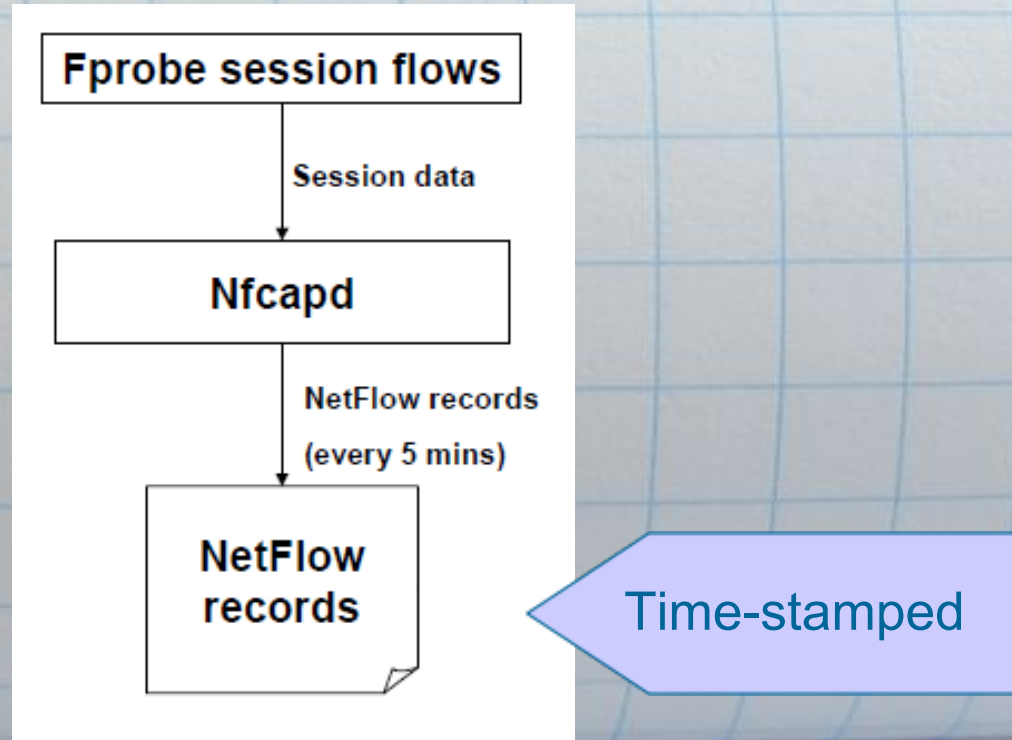 Fprobe session flows
Session data
Nfcapd
NetFlow records
(every 5 mins)
NetFlow
records
Time-stamped